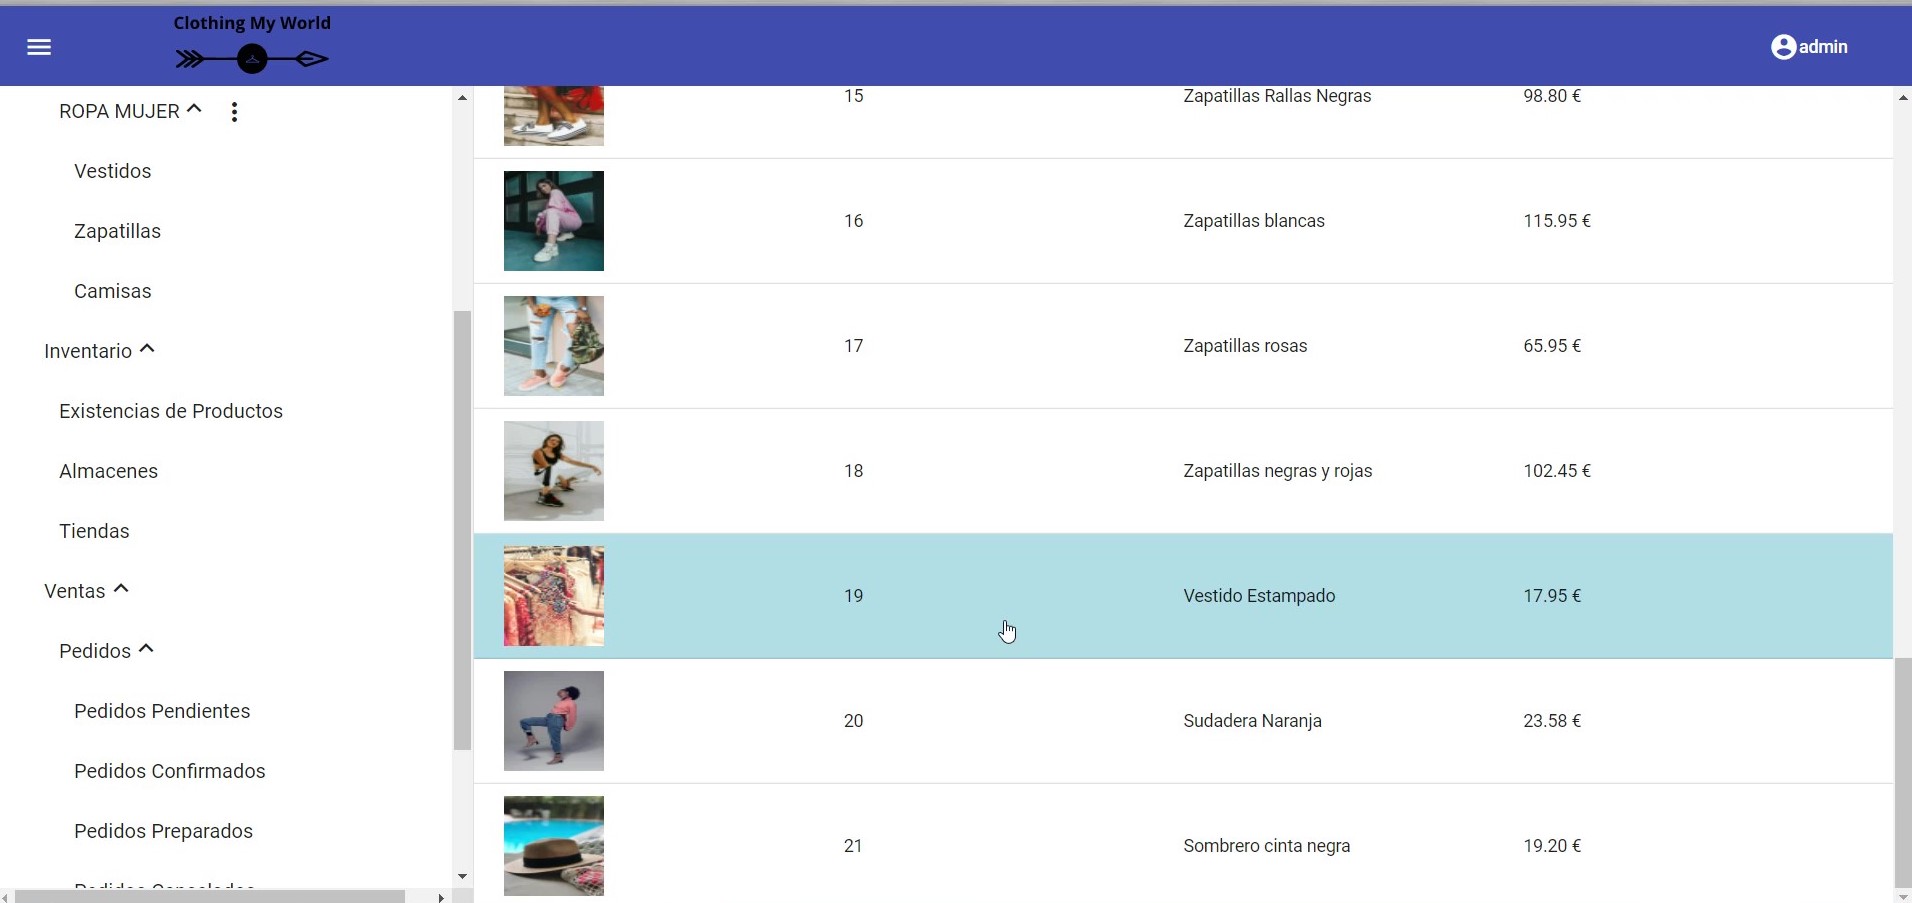 Clothing My World
admin
ROPA MUJER
Vestidos
Zapatillas
Camisas
Inventario
Existencias de Productos
Almacenes
Tiendas
Ventas
Pedidos
Pedidos Pendientes
Pedidos Confirmados
Pedidos Preparados
Pedidos Cancelados
15 Zapatillas Rallas Negras 98.80 €
16 Zapatillas blancas 115.95 €
17 Zapatillas rosas 65.95 €
18 Zapatillas negras y rojas 102.45 €
19 Vestido Estampado 17.95 €
20 Sudadera Naranja 23.58 €
21 Sombrero cinta negra 19.20 €